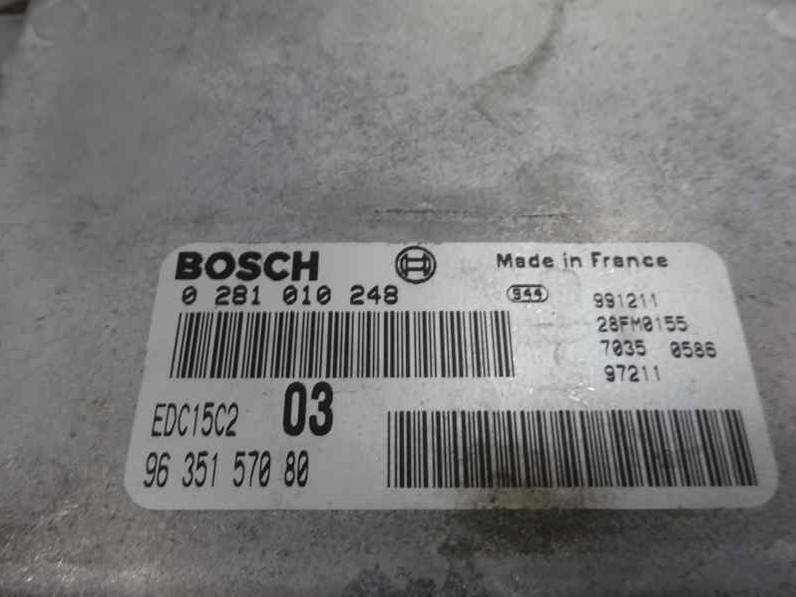 BOSCH
Made in France
0 281 010 248
944
991211
28FM0155
7035 0586
97211
EDC15C2 03
96 351 570 80